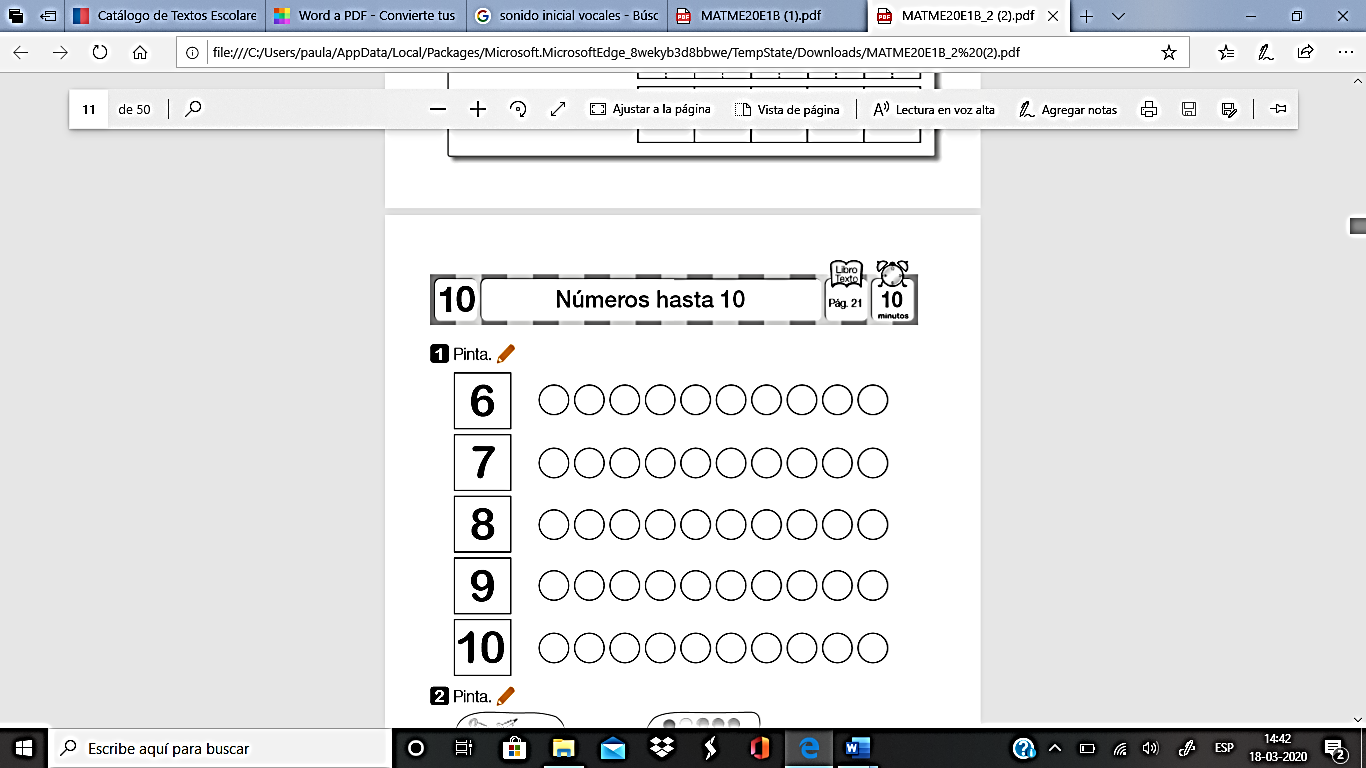 Catálogo de Textos Escolare
Word a PDF - Convierte tus
sonido inicial vocales - Búsc
MATME20E1B (1).pdf
MATME20E1B_2 (2).pdf
file:///C:/Users/paula/AppData/Local/Packages/Microsoft.MicrosoftEdge_8wekyb3d8bbwe/TempState/Downloads/MATME20E1B_2%20(2).pdf
11 de 50
Ajustar a la página
Vista de página
Lectura en voz alta
Agregar notas
10
Números hasta 10
Libro
Texto
Pág. 21
10
minutos
1 Pinta.
6
7
8
9
10
2 Pinta.
Escribe aquí para buscar
ESP
14:42
18-03-2020
2